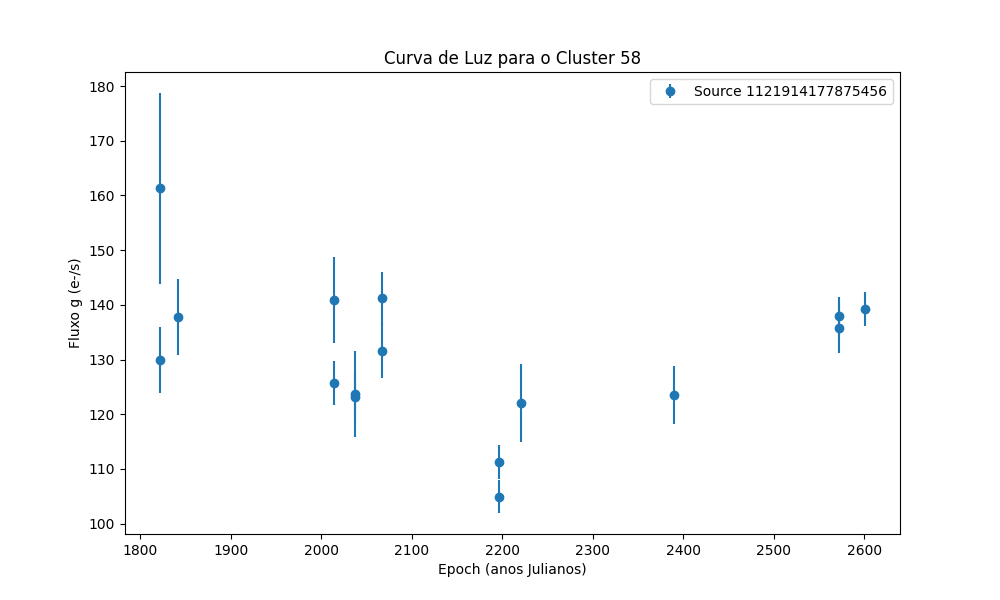 Curva de Luz para o Cluster 58
Source 1121914177875456
180
170
160
150
140
130
120
110
100
Fluxo g (e-/s)
1800 1900 2000 2100 2200 2300 2400 2500 2600
Epoch (anos Julianos)